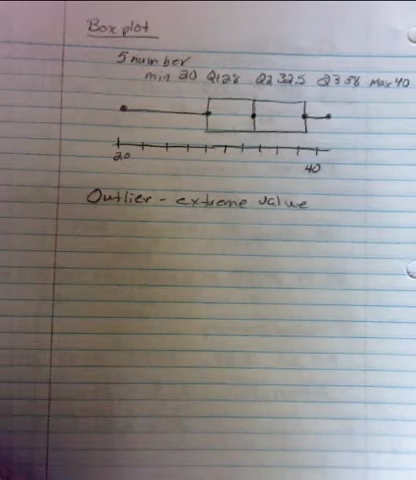 Box plot
5 number
min 20 Q1 28 Q2 32.5 Q3 38 max 40
20 40
Outlier - extreme value